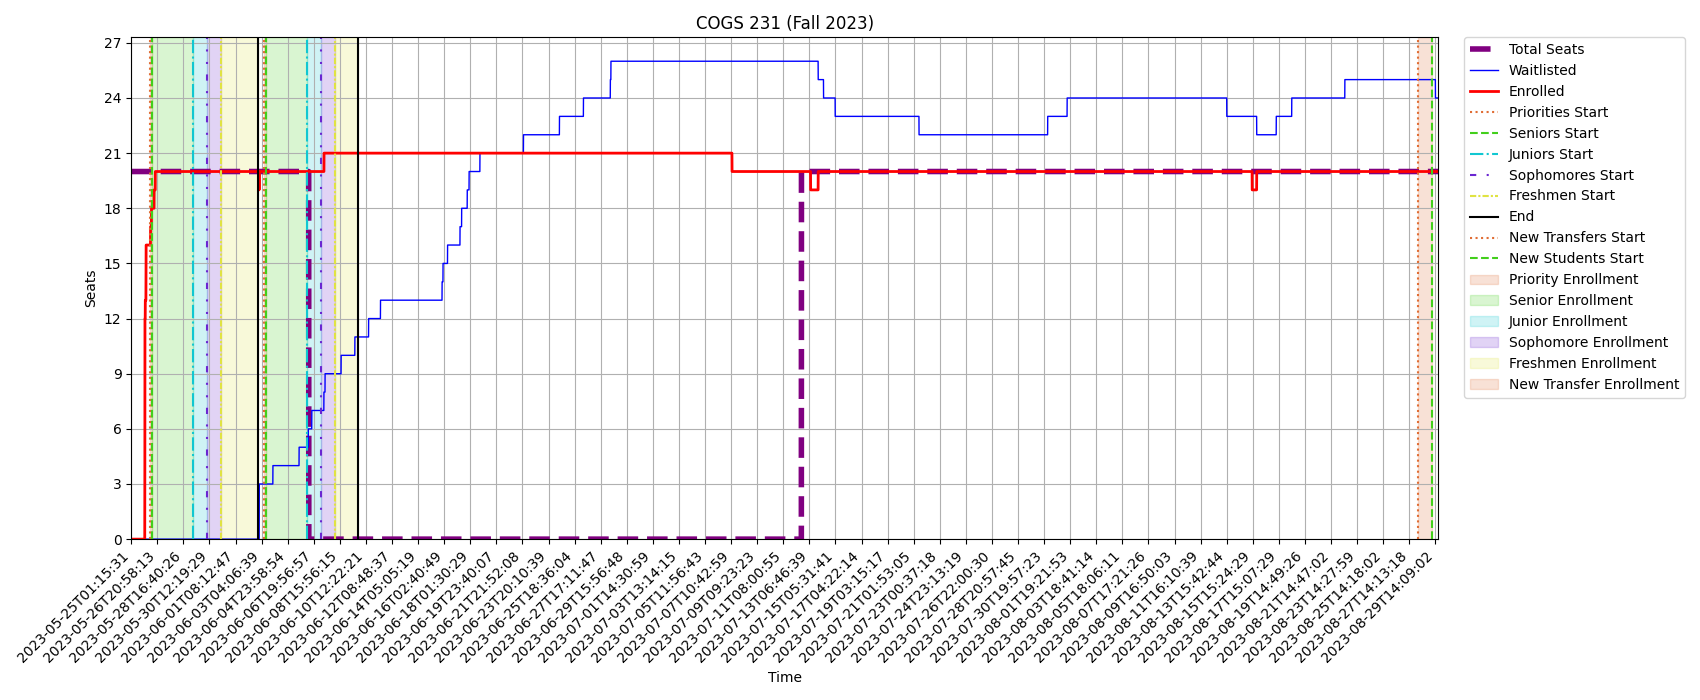 COGS 231 (Fall 2023)
27
24
21
18
15
12
9
6
3
0
Seats
2023-05-25T01:15:31
2023-05-26T20:58:13
2023-05-28T16:40:26
2023-05-30T12:19:29
2023-06-01T08:12:47
2023-06-03T04:06:39
2023-06-04T23:58:54
2023-06-06T19:56:57
2023-06-08T15:56:15
2023-06-10T12:22:21
2023-06-12T08:48:37
2023-06-14T05:05:19
2023-06-16T02:40:49
2023-06-18T01:30:29
2023-06-19T23:40:07
2023-06-21T21:52:08
2023-06-23T20:10:39
2023-06-25T18:36:04
2023-06-27T17:11:47
2023-06-29T15:56:48
2023-07-01T14:30:59
2023-07-03T13:14:15
2023-07-05T11:56:43
2023-07-07T10:42:59
2023-07-09T09:23:23
2023-07-11T08:00:55
2023-07-13T06:46:39
2023-07-15T05:31:41
2023-07-17T04:22:14
2023-07-19T03:15:17
2023-07-21T01:53:05
2023-07-23T00:37:18
2023-07-24T23:13:19
2023-07-26T22:00:30
2023-07-28T20:57:45
2023-07-30T19:57:23
2023-08-01T19:21:53
2023-08-03T18:41:14
2023-08-05T18:06:11
2023-08-07T17:21:26
2023-08-09T16:50:03
2023-08-11T16:10:39
2023-08-13T15:42:44
2023-08-15T15:24:29
2023-08-17T15:07:29
2023-08-19T14:49:26
2023-08-21T14:47:02
2023-08-23T14:27:59
2023-08-25T14:18:02
2023-08-27T14:13:18
2023-08-29T14:09:02
Time
Total Seats
Waitlisted
Enrolled
Priorities Start
Seniors Start
Juniors Start
Sophomores Start
Freshmen Start
End
New Transfers Start
New Students Start
Priority Enrollment
Senior Enrollment
Junior Enrollment
Sophomore Enrollment
Freshmen Enrollment
New Transfer Enrollment